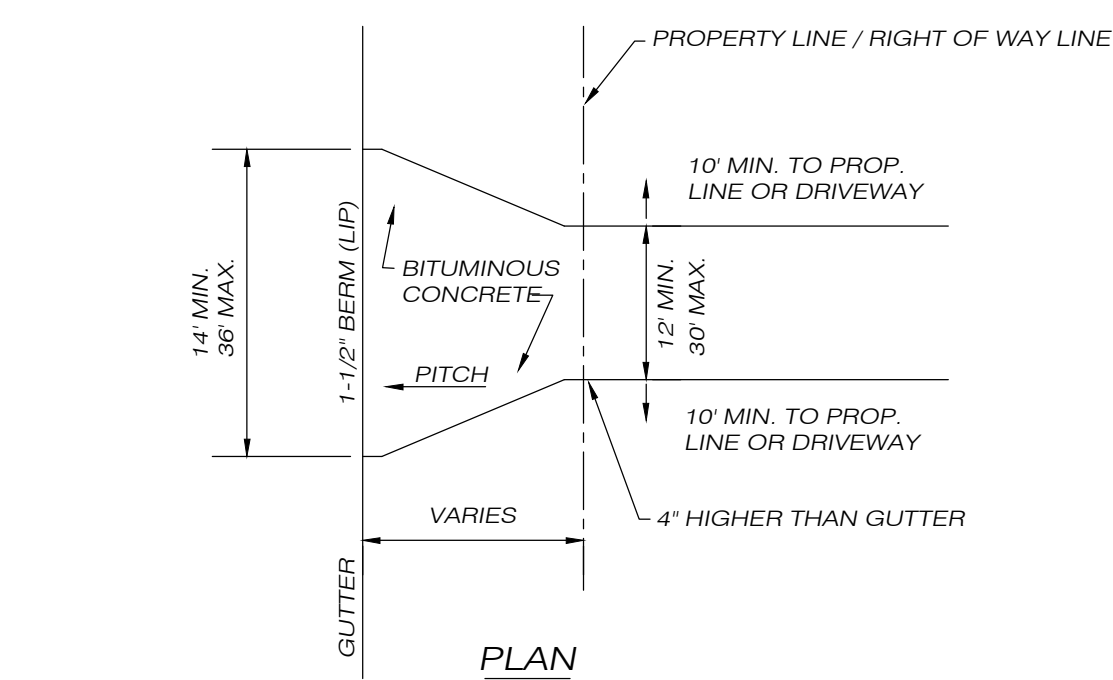 PROPERTY LINE / RIGHT OF WAY LINE
10' MIN. TO PROP.
LINE OR DRIVEWAY
14' MIN.
36' MAX.
1-1/2" BERM (LIP)
BITUMINOUS
CONCRETE
12' MIN.
30' MAX.
PITCH
10' MIN. TO PROP.
LINE OR DRIVEWAY
VARIES
4" HIGHER THAN GUTTER
GUTTER
PLAN